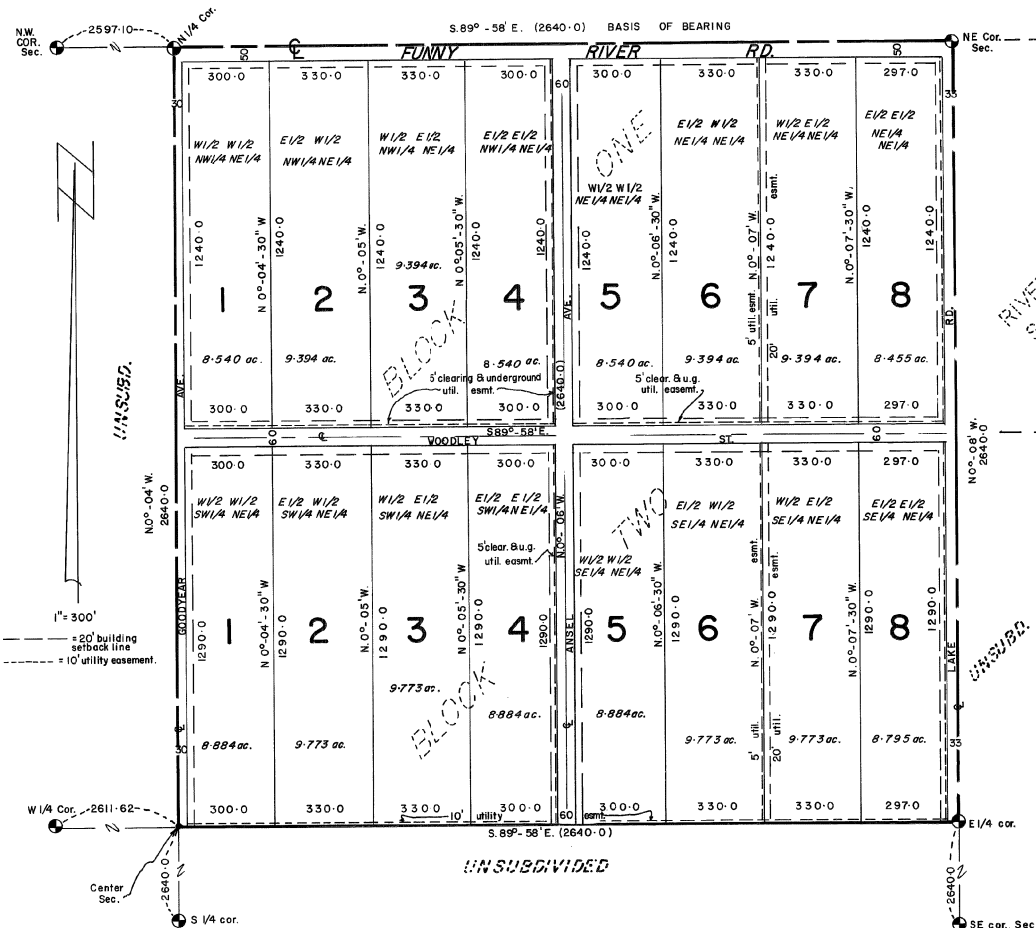 2597·10
N 1/4 Cor.
N.W. COR. Sec.
S.89° -58' E. (2640·0) BASIS OF BEARING
NE Cor. Sec.
50 ℄ FUNNY RIVER RD. 50
300·0 330·0 330·0 300·0 60 300·0 330·0 330·0 297·0
30 33
W1/2 W1/2 NW1/4 NE1/4
E1/2 W1/2 NW1/4 NE1/4
W1/2 E1/2 NW1/4 NE1/4
E1/2 E1/2 NW1/4 NE1/4
ONE
W1/2 W1/2 NE1/4 NE1/4
E1/2 W1/2 NE1/4 NE1/4
W1/2 E1/2 NE1/4 NE1/4
E1/2 E1/2 NE1/4 NE1/4
1240·0
N 0°-04'-30" W
1240·0
N.0°-05' W.
1240·0
N 0°-05'-30" W.
1240·0
1240·0
1240·0
N.0°-06'-30" W
1240·0
N.0°-07' W.
5' util. esmt.
20' util. esmt.
1240·0
N.0°-07'-30" W.
1240·0
1240·0
9·394 ac.
1 2 3 4 5 6 7 8
8·540 ac. 9·394 ac. 8·540 ac. 8·540 ac. 9·394 ac. 9·394 ac. 8·455 ac.
BLOCK
5' clearing & underground util. esmt.
5' clear. & u.g. util. easemt.
AVE.
(2640·0)
RD.
RIVER
UNSUBD.
AVE.
300·0 330·0 330·0 300·0 300·0 330·0 330·0 297·0
60 ℄ WOODLEY S89°-58'E. ST. 60
300·0 330·0 330·0 300·0 300·0 330·0 330·0 297·0
N.0°-04' W.
2640·0
N0°-08' W.
2640·0
W1/2 W1/2 SW1/4 NE1/4
E1/2 W1/2 SW1/4 NE1/4
W1/2 E1/2 SW1/4 NE1/4
E1/2 E1/2 SW1/4 NE1/4
TWO
W1/2 W1/2 SE1/4 NE1/4
E1/2 W1/2 SE1/4 NE1/4
W1/2 E1/2 SE1/4 NE1/4
E1/2 E1/2 SE1/4 NE1/4
5' clear. & u.g. util. easmt.
N.0°-06' W.
1290·0
N 0°-04'-30" W
1290·0
N.0°-05' W.
1290·0
N.0°-05'-30" W
1290·0
1290·0
1290·0
N.0°-06'-30" W
1290·0
N.0°-07' W.
5' util. esmt.
20' util. esmt.
1290·0
N.0°-07'-30" W.
1290·0
1290·0
1 2 3 4 5 6 7 8
GOODYEAR
ANSEL
LAKE
UNSUBD.
1"= 300'
= 20' building setback line
= 10' utility easement.
9·773 ac.
8·884 ac. 8·884 ac.
BLOCK
8·884 ac. 9·773 ac. 9·773 ac. 9·773 ac. 8·795 ac.
℄ 30 ℄ ℄ 33
300·0 330·0 330·0 300·0 300·0 330·0 330·0 297·0
10' utility 60 esmt.
W 1/4 Cor. 2611·62
E 1/4 cor.
S.89°-58' E. (2640·0)
UNSUBDIVIDED
Center Sec.
2640·0
2640·0
S 1/4 cor.
SE cor. Sec